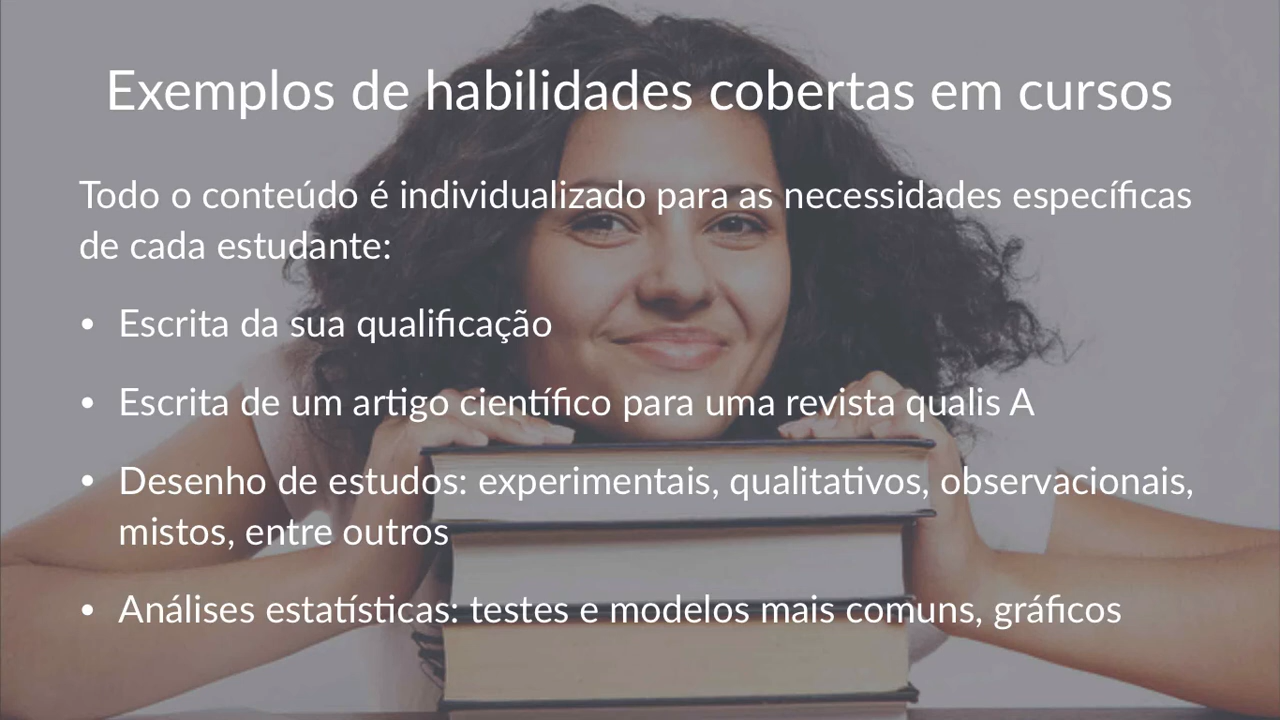 Exemplos de habilidades cobertas em cursos
Todo o conteúdo é individualizado para as necessidades específicas
de cada estudante:
• Escrita da sua qualificação
• Escrita de um artigo científico para uma revista qualis A
• Desenho de estudos: experimentais, qualitativos, observacionais,
mistos, entre outros
• Análises estatísticas: testes e modelos mais comuns, gráficos